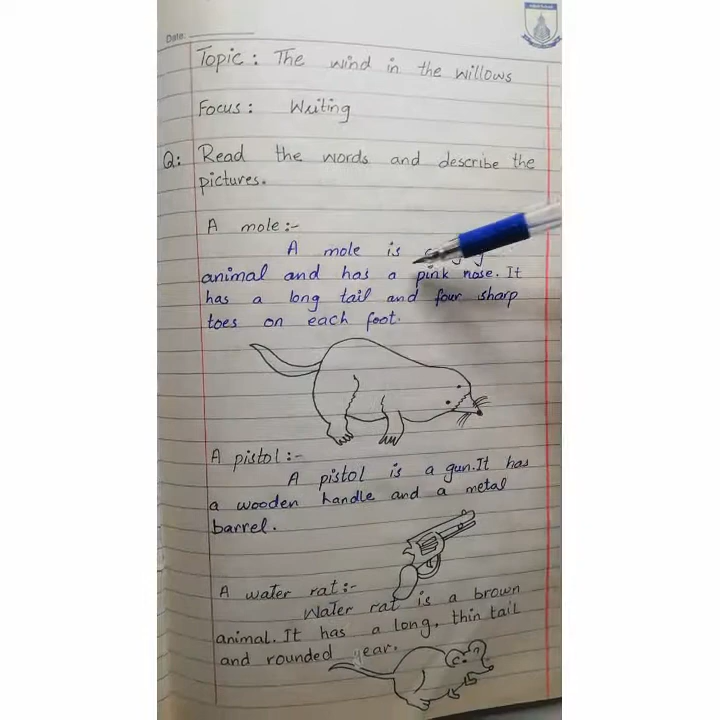 Date:
Topic: The wind in the willows
Focus: Writing
Q: Read the words and describe the
pictures.
A mole:-
A mole is
animal and has a pink nose. It
has a long tail and four sharp
toes on each foot.
A pistol:-
A pistol is a gun. It has
a wooden handle and a metal
barrel.
A water rat:-
Water rat is a brown
animal. It has a long, thin tail
and rounded year.